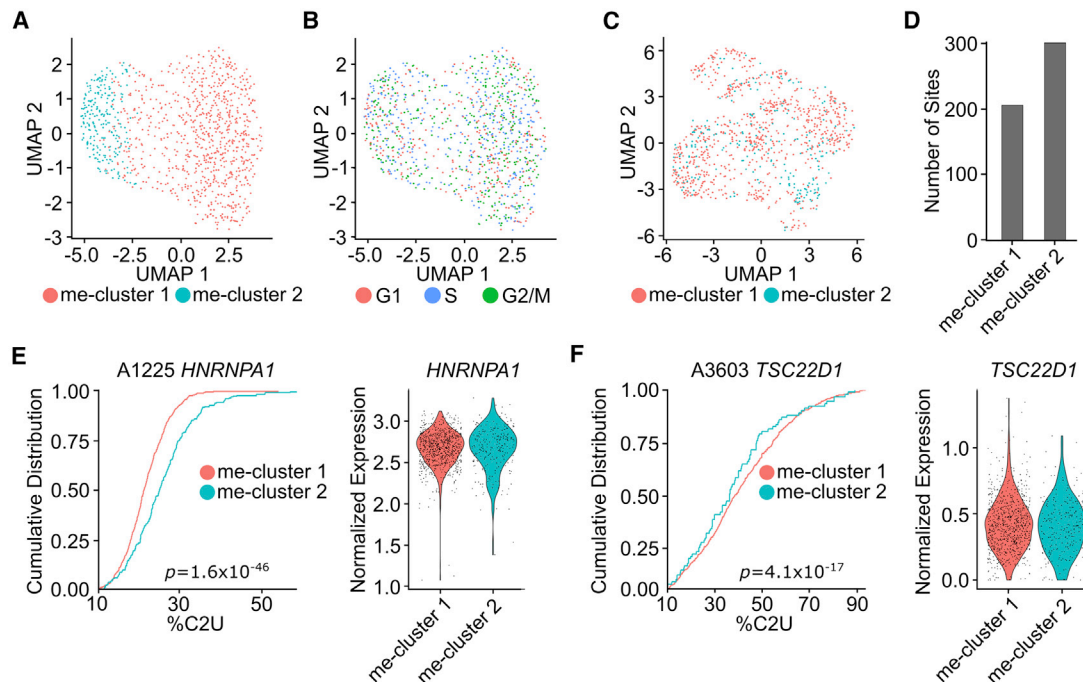 A
UMAP 2
2
1
0
-1
2
-3
-5.0
-2.5
0.0
2.5
UMAP 1
me-cluster 1
me-cluster 2
B
UMAP 2
2
1
0
-1
2
-3
-5.0
-2.5
0.0
2.5
UMAP 1
G1
S
G2/M
C
UMAP 2
6
3
0
-3
-6
-6
-3
0
3
6
UMAP 1
me-cluster 1
me-cluster 2
D
Number of Sites
300
200
100
0
me-cluster 1
me-cluster 2
E
A1225 HNRNPA1
Cumulative Distribution
1.00
0.75
0.50
0.25
0.00
me-cluster 1
me-cluster 2
p=1.6x10-46
10
30
50
%C2U
HNRNPA1
Normalized Expression
3.0
2.5
2.0
1.5
1.0
me-cluster 1
me-cluster 2
F
A3603 TSC22D1
Cumulative Distribution
1.00
0.75
0.50
0.25
0.00
me-cluster 1
me-cluster 2
p=4.1x10-17
10
30
50
70
90
%C2U
TSC22D1
Normalized Expression
1.0
0.5
0.0
me-cluster 1
me-cluster 2